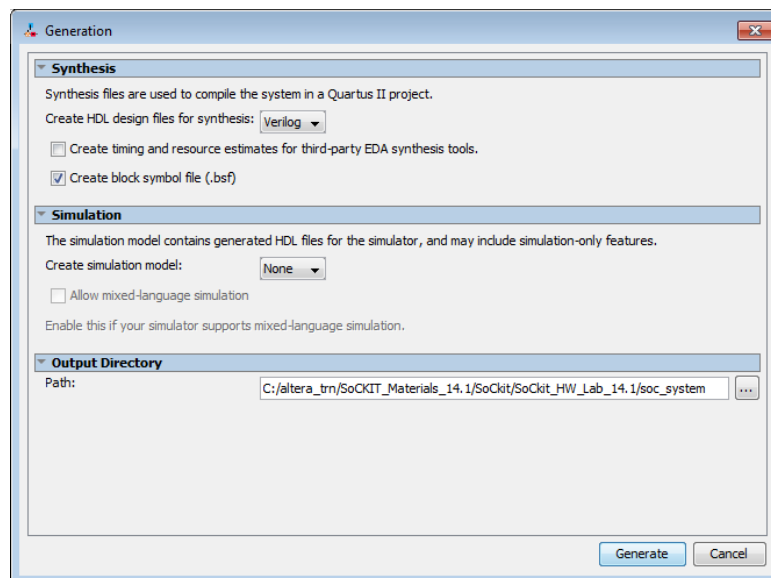 Generation
Synthesis
Synthesis files are used to compile the system in a Quartus II project.
Create HDL design files for synthesis: Verilog
Create timing and resource estimates for third-party EDA synthesis tools.
Create block symbol file (.bsf)
Simulation
The simulation model contains generated HDL files for the simulator, and may include simulation-only features.
Create simulation model: None
Allow mixed-language simulation
Enable this if your simulator supports mixed-language simulation.
Output Directory
Path: C:/altera_trn/SoCKIT_Materials_14.1/SoCkit/SoCkit_HW_Lab_14.1/soc_system ...
Generate Cancel